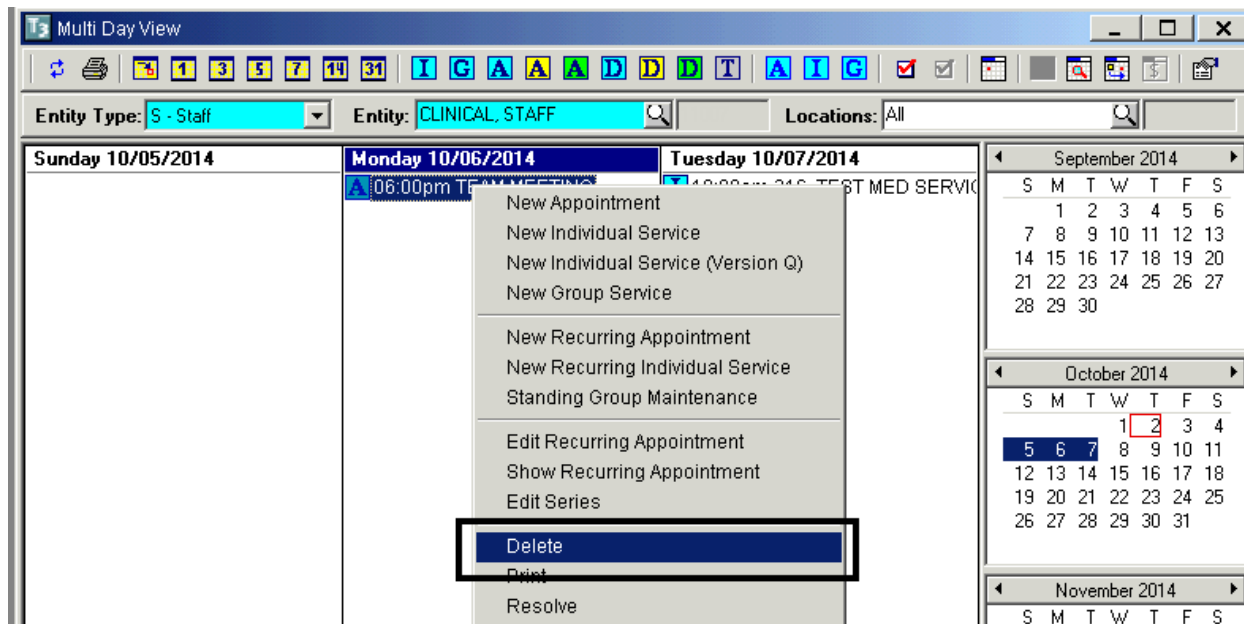 T3 Multi Day View
1 3 5 7 14 31 I G A A A D D D T A I G $
Entity Type: S - Staff Entity: CLINICAL, STAFF Locations: All
Sunday 10/05/2014 Monday 10/06/2014 Tuesday 10/07/2014
A 06:00pm TEAM MEETING I TEST MED SERVIC
New Appointment
New Individual Service
New Individual Service (Version Q)
New Group Service
New Recurring Appointment
New Recurring Individual Service
Standing Group Maintenance
Edit Recurring Appointment
Show Recurring Appointment
Edit Series
Delete
Print
Resolve
September 2014
S M T W T F S
1 2 3 4 5 6
7 8 9 10 11 12 13
14 15 16 17 18 19 20
21 22 23 24 25 26 27
28 29 30
October 2014
S M T W T F S
1 2 3 4
5 6 7 8 9 10 11
12 13 14 15 16 17 18
19 20 21 22 23 24 25
26 27 28 29 30 31
November 2014
S M T W T F S